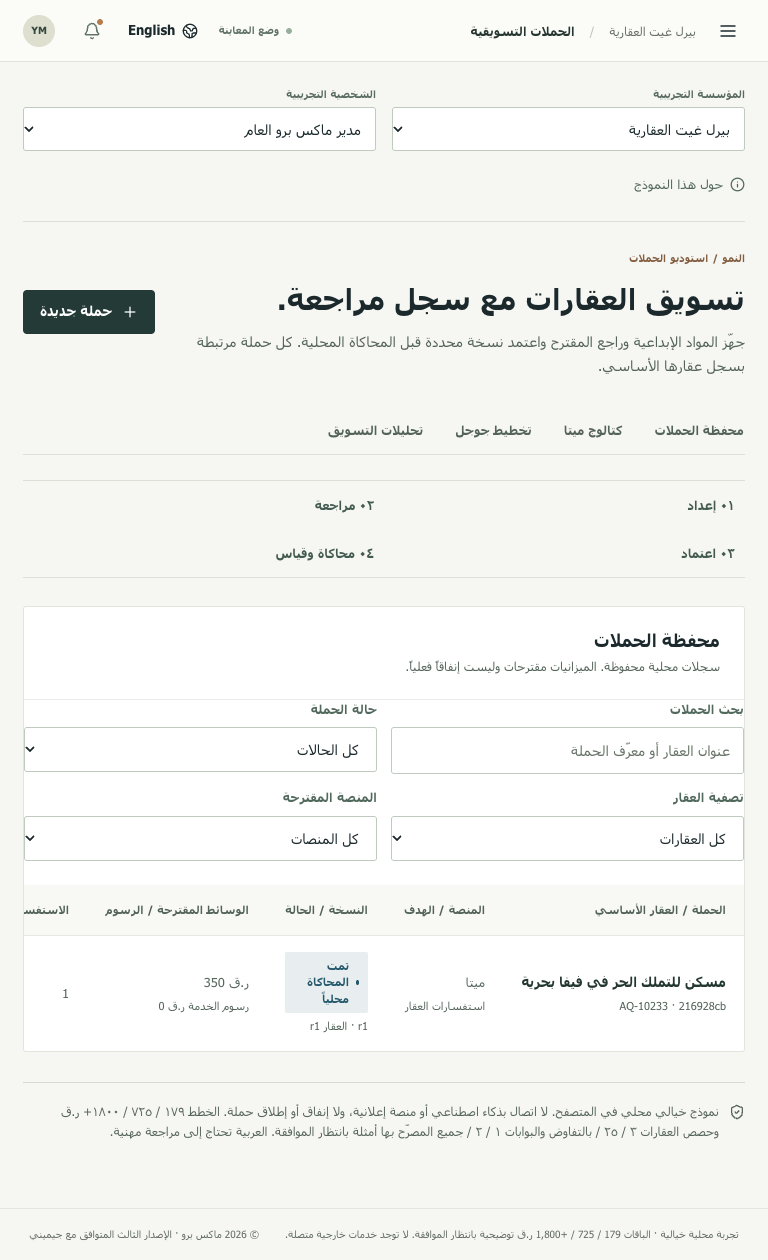 بيرل غيت العقارية / الحملات التسويقية
وضع المعاينة
English
YM
المؤسسة التجريبية
بيرل غيت العقارية
الشخصية التجريبية
مدير ماكس برو العام
حول هذا النموذج
النمو / استوديو الحملات
تسويق العقارات مع سجل مراجعة.
جهّز المواد الإبداعية وراجع المقترح واعتمد نسخة محددة قبل المحاكاة المحلية. كل حملة مرتبطة
بسجل عقارها الأساسي.
حملة جديدة
محفظة الحملات
كتالوج ميتا
تخطيط جوجل
تحليلات التسويق
٠١ إعداد
٠٢ مراجعة
٠٣ اعتماد
٠٤ محاكاة وقياس
محفظة الحملات
سجلات محلية محفوظة. الميزانيات مقترحات وليست إنفاقاً فعلياً.
بحث الحملات
عنوان العقار أو معرّف الحملة
حالة الحملة
كل الحالات
تصفية العقار
كل العقارات
المنصة المقترحة
كل المنصات
الحملة / العقار الأساسي
المنصة / الهدف
النسخة / الحالة
الوسائط المقترحة / الرسوم
الاستفس
مسكن للتملك الحر في فيفا بحرية
AQ-10233 · 216928cb
ميتا
استفسارات العقار
تمت
المحاكاة
محلياً
r1 · العقار r1
ر.ق 350
رسوم الخدمة ر.ق 0
1
نموذج خيالي محلي في المتصفح. لا اتصال بذكاء اصطناعي أو منصة إعلانية، ولا إنفاق أو إطلاق حملة. الخطط ١٧٩ / ٧٢٥ / ١٨٠٠+ ر.ق
وحصص العقارات ٣ / ٢٥ / بالتفاوض والبوابات ١ / ٢ / جميع المصرّح بها أمثلة بانتظار الموافقة. العربية تحتاج إلى مراجعة مهنية.
تجربة محلية خيالية · الباقات 179 / 725 / +1,800 ر.ق توضيحية بانتظار الموافقة. لا توجد خدمات خارجية متصلة.
© 2026 ماكس برو · الإصدار الثالث المتوافق مع جيميني